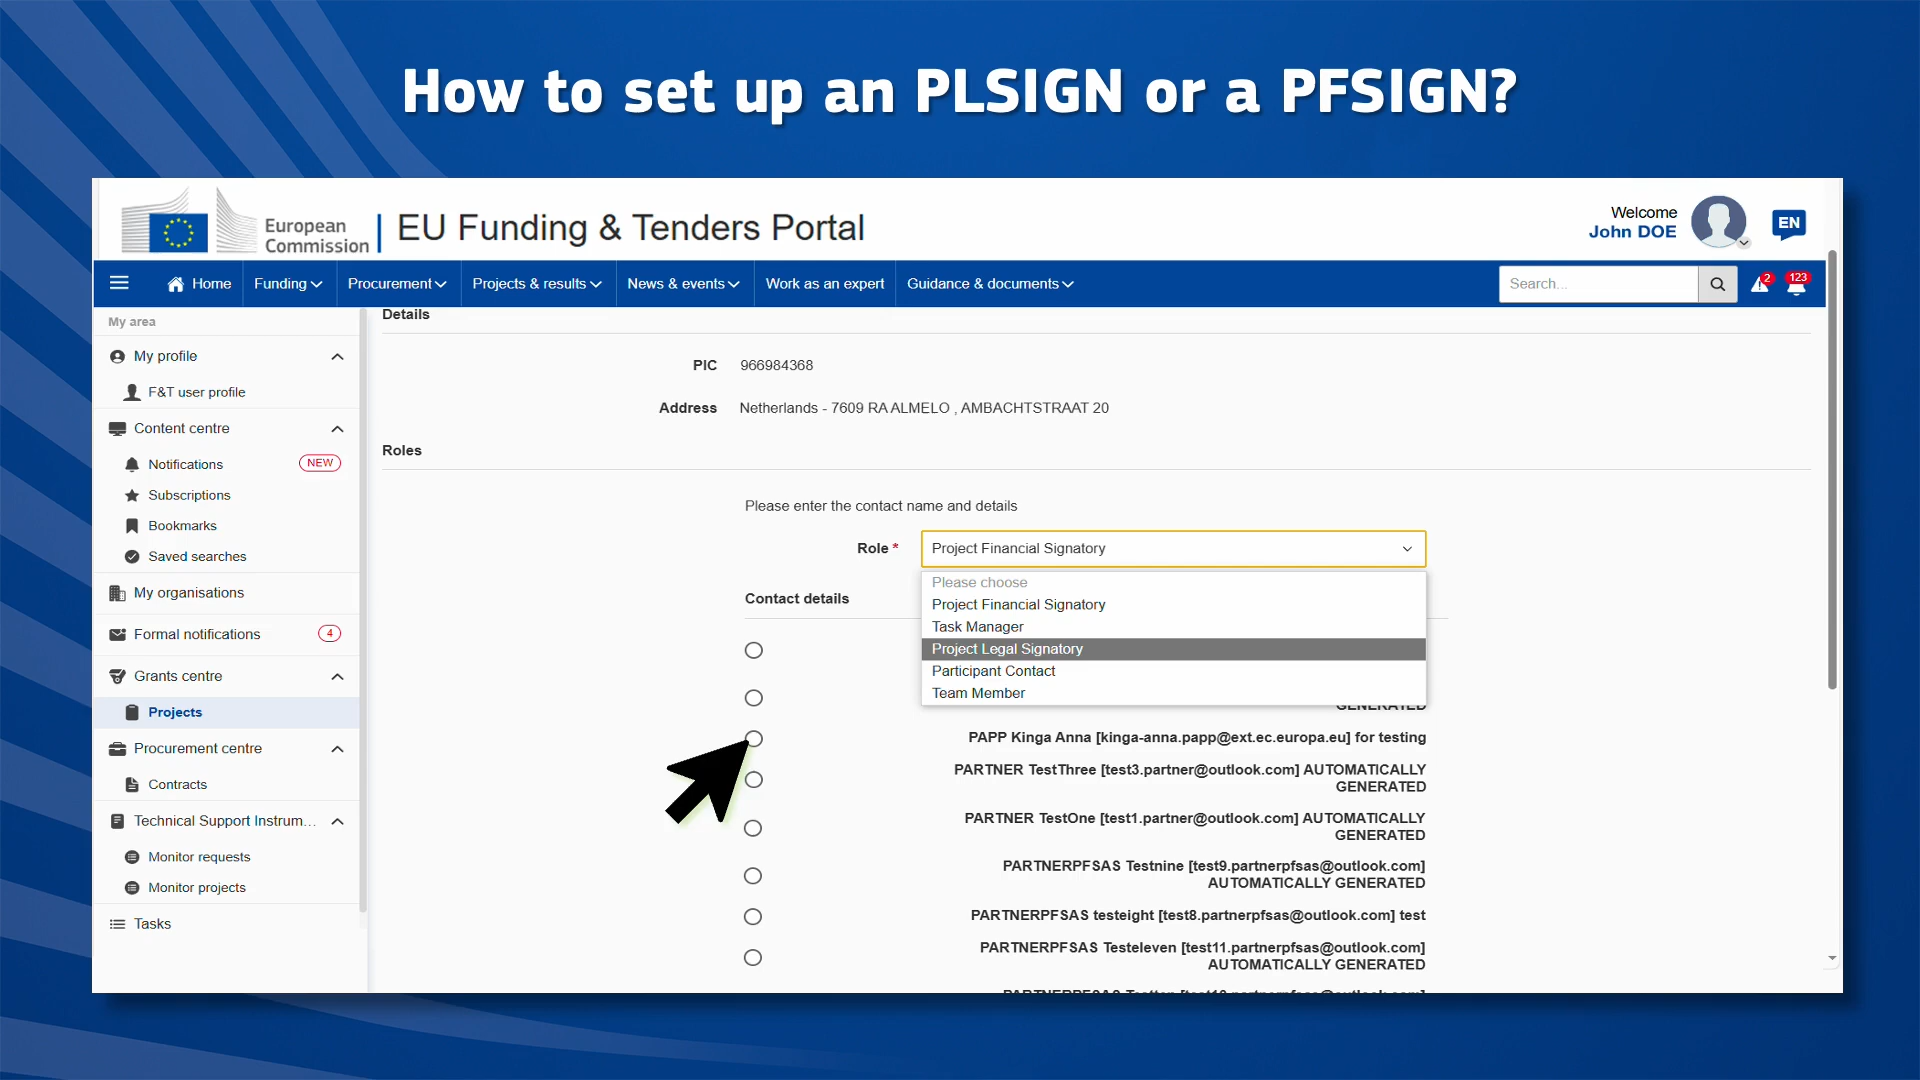 How to set up an PLSIGN or a PFSIGN?
European
Commission
EU Funding & Tenders Portal
Welcome
John DOE
EN
Home
Funding
Procurement
Projects & results
News & events
Work as an expert
Guidance & documents
Search...
2
123
My area
My profile
F&T user profile
Content centre
Notifications NEW
Subscriptions
Bookmarks
Saved searches
My organisations
Formal notifications 4
Grants centre
Projects
Procurement centre
Contracts
Technical Support Instrum...
Monitor requests
Monitor projects
Tasks
Details
PIC 966984368
Address Netherlands - 7609 RA ALMELO , AMBACHTSTRAAT 20
Roles
Please enter the contact name and details
Role * Project Financial Signatory
Please choose
Project Financial Signatory
Task Manager
Project Legal Signatory
Participant Contact
Team Member
Contact details
GENERATED
PAPP Kinga Anna [kinga-anna.papp@ext.ec.europa.eu] for testing
PARTNER TestThree [test3.partner@outlook.com] AUTOMATICALLY
GENERATED
PARTNER TestOne [test1.partner@outlook.com] AUTOMATICALLY
GENERATED
PARTNERPFSAS Testnine [test9.partnerpfsas@outlook.com]
AUTOMATICALLY GENERATED
PARTNERPFSAS testeight [test8.partnerpfsas@outlook.com] test
PARTNERPFSAS Testeleven [test11.partnerpfsas@outlook.com]
AUTOMATICALLY GENERATED